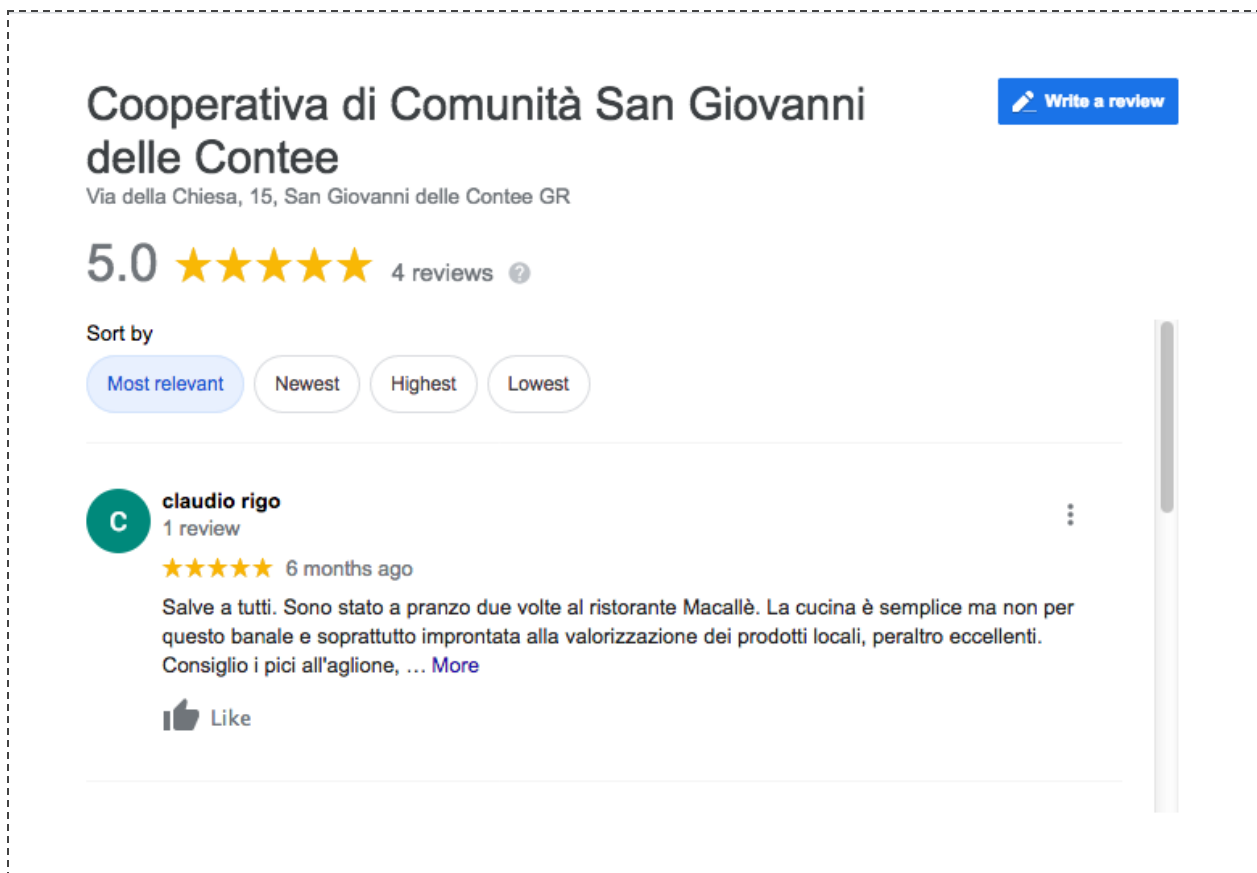 Cooperativa di Comunità San Giovanni
delle Contee
Write a review
Via della Chiesa, 15, San Giovanni delle Contee GR
5.0 4 reviews ?
Sort by
Most relevant Newest Highest Lowest
C
claudio rigo
1 review
6 months ago
Salve a tutti. Sono stato a pranzo due volte al ristorante Macallè. La cucina è semplice ma non per
questo banale e soprattutto improntata alla valorizzazione dei prodotti locali, peraltro eccellenti.
Consiglio i pici all'aglione, … More
Like